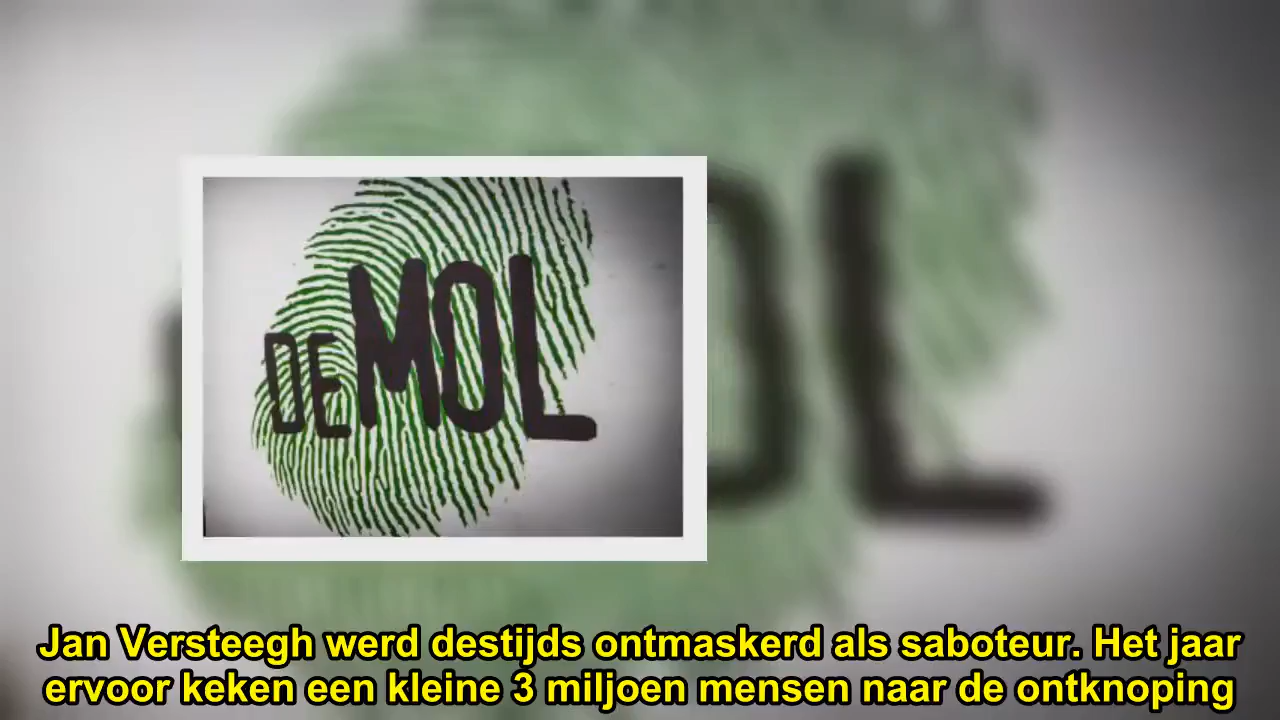 DE MOL
Jan Versteegh werd destijds ontmaskerd als saboteur. Het jaar
ervoor keken een kleine 3 miljoen mensen naar de ontknoping